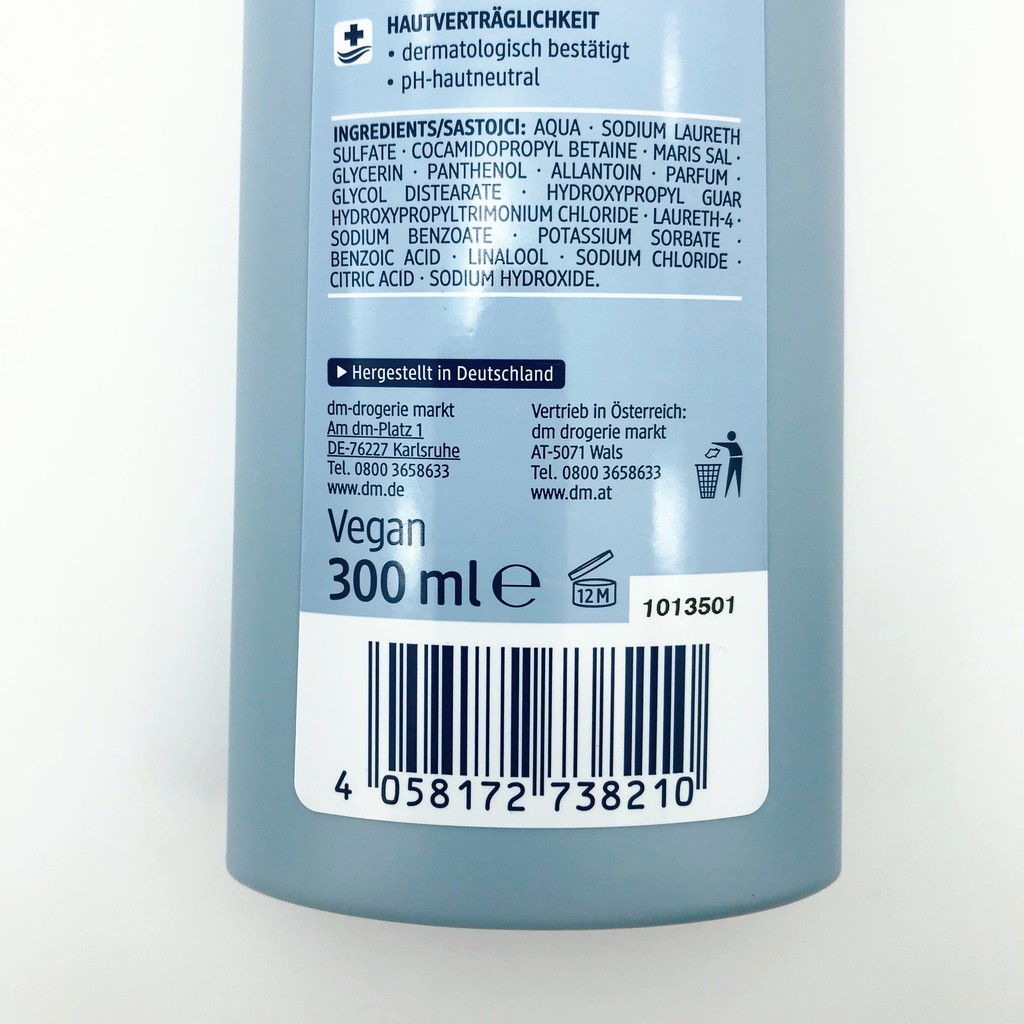 HAUTVERTRÄGLICHKEIT
• dermatologisch bestätigt
• pH-hautneutral
INGREDIENTS/SASTOJCI: AQUA · SODIUM LAURETH
SULFATE · COCAMIDOPROPYL BETAINE · MARIS SAL ·
GLYCERIN · PANTHENOL · ALLANTOIN · PARFUM ·
GLYCOL DISTEARATE · HYDROXYPROPYL GUAR
HYDROXYPROPYLTRIMONIUM CHLORIDE · LAURETH-4 ·
SODIUM BENZOATE · POTASSIUM SORBATE ·
BENZOIC ACID · LINALOOL · SODIUM CHLORIDE ·
CITRIC ACID · SODIUM HYDROXIDE.
Hergestellt in Deutschland
dm-drogerie markt
Am dm-Platz 1
DE-76227 Karlsruhe
Tel. 0800 3658633
www.dm.de
Vertrieb in Österreich:
dm drogerie markt
AT-5071 Wals
Tel. 0800 3658633
www.dm.at
Vegan
300 ml ℮
12 M
1013501
4 058172 738210